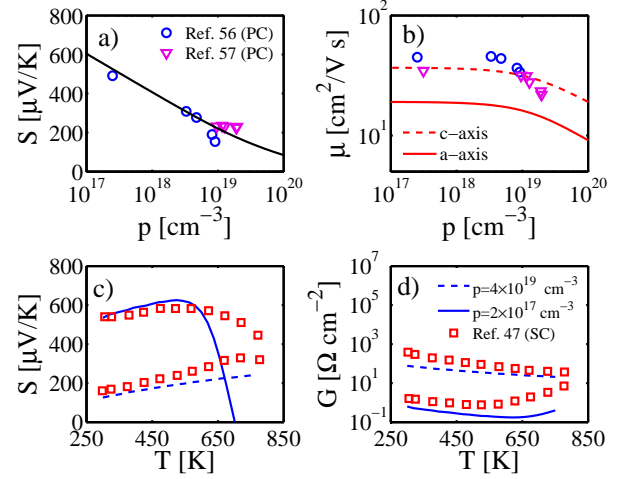 a)
Ref. 56 (PC)
Ref. 57 (PC)
S [μV/K]
800
600
400
200
0
10^17 10^18 10^19 10^20
p [cm^−3]
b)
μ [cm^2/V s]
10^2
10^1
c−axis
a−axis
10^17 10^18 10^19 10^20
p [cm^−3]
c)
S [μV/K]
800
600
400
200
0
250 450 650 850
T [K]
d)
p=4×10^19 cm^−3
p=2×10^17 cm^−3
Ref. 47 (SC)
G [Ω cm^−2]
10^7
10^5
10^3
10^1
10^−1
250 450 650 850
T [K]